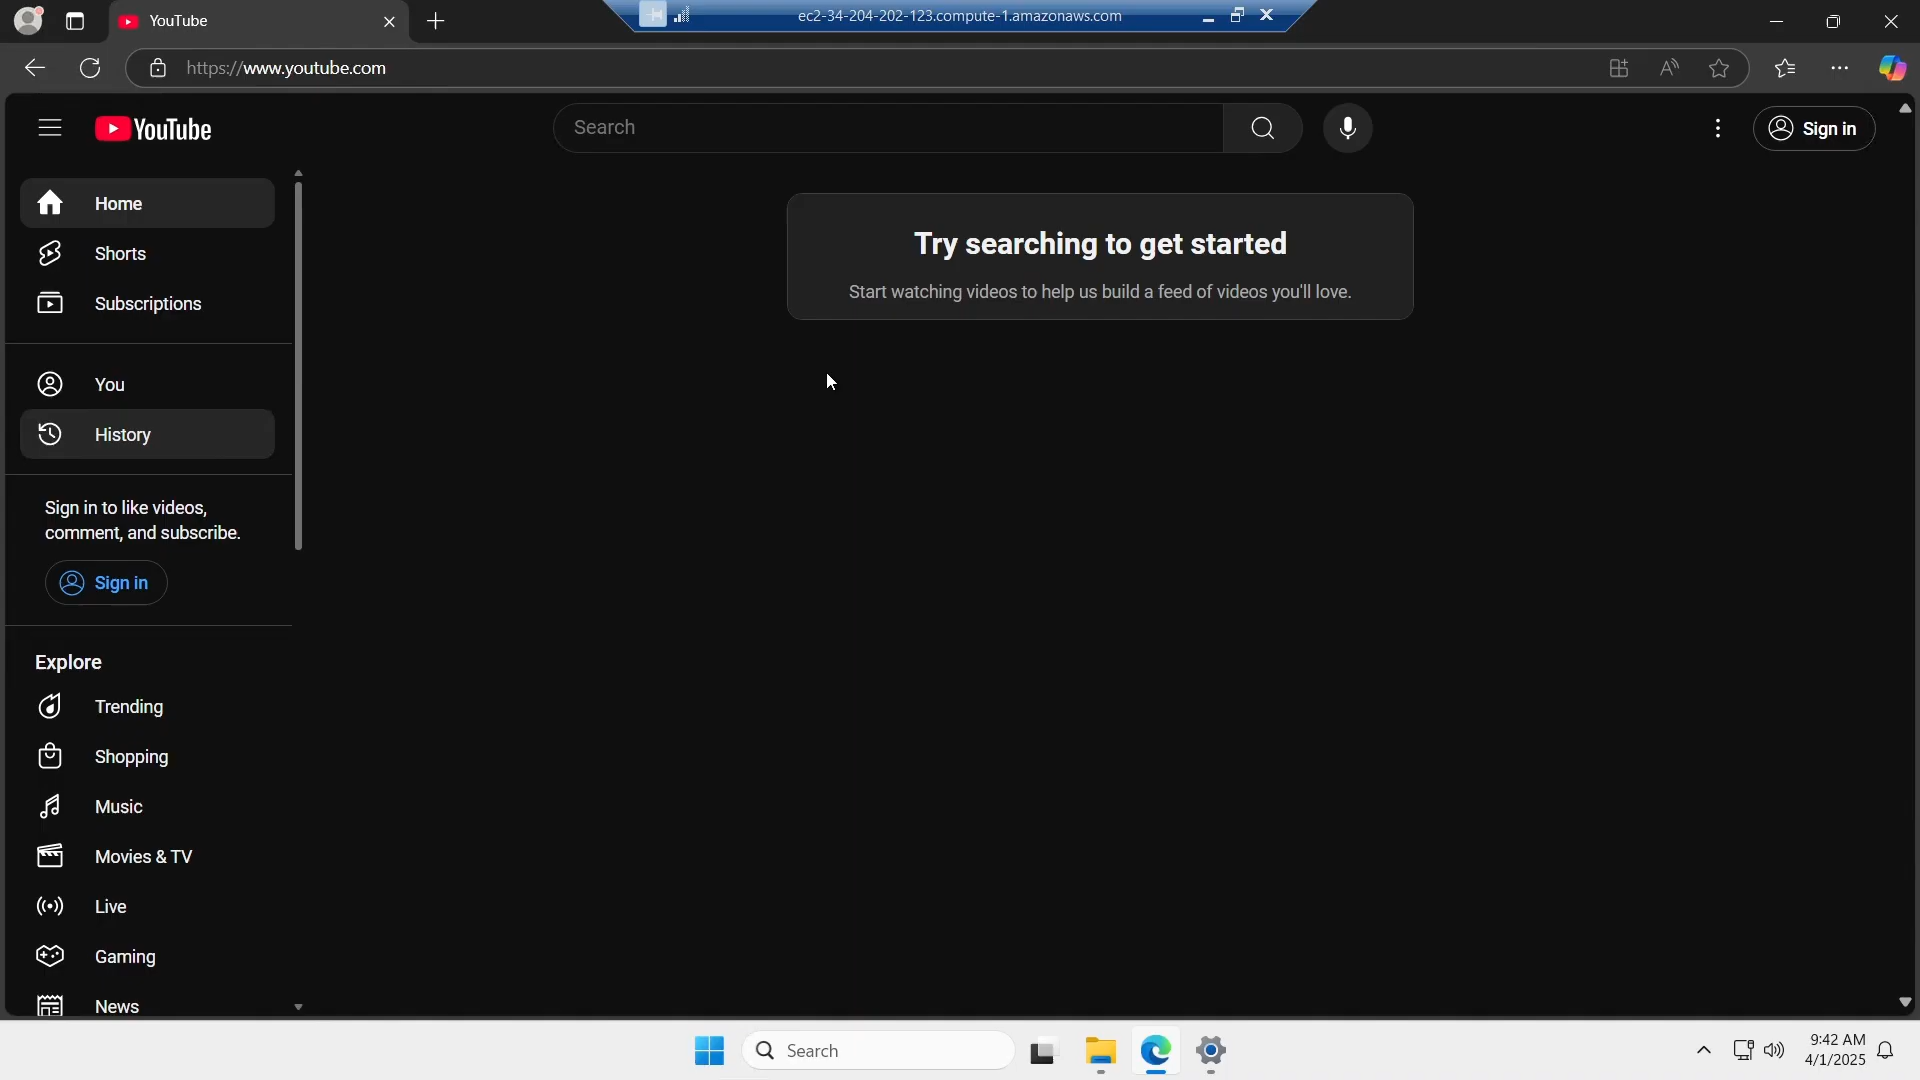 YouTube
ec2-34-204-202-123.compute-1.amazonaws.com
https://www.youtube.com
YouTube
Search
Sign in
Home
Shorts
Subscriptions
You
History
Sign in to like videos,
comment, and subscribe.
Sign in
Explore
Trending
Shopping
Music
Movies & TV
Live
Gaming
News
Try searching to get started
Start watching videos to help us build a feed of videos you'll love.
Search
9:42 AM
4/1/2025